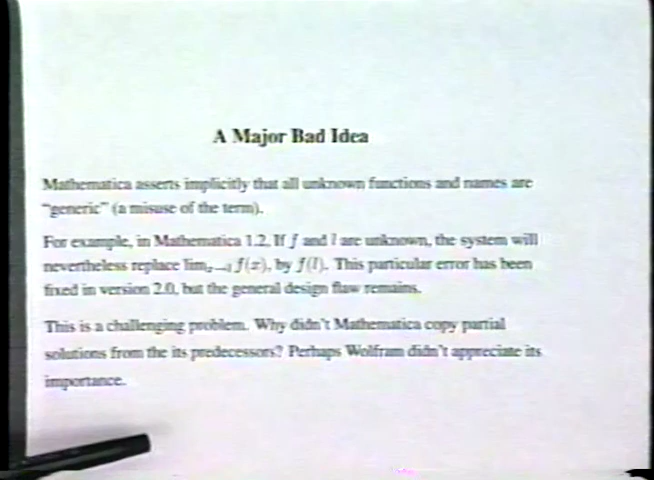 A Major Bad Idea
Mathematica asserts implicitly that all unknown functions and names are
"generic" (a misuse of the term).
For example, in Mathematica 1.2, If f and l are unknown, the system will
nevertheless replace lim_{x→l} f(x), by f(l). This particular error has been
fixed in version 2.0, but the general design flaw remains.
This is a challenging problem. Why didn't Mathematica copy partial
solutions from the its predecessors? Perhaps Wolfram didn't appreciate its
importance.